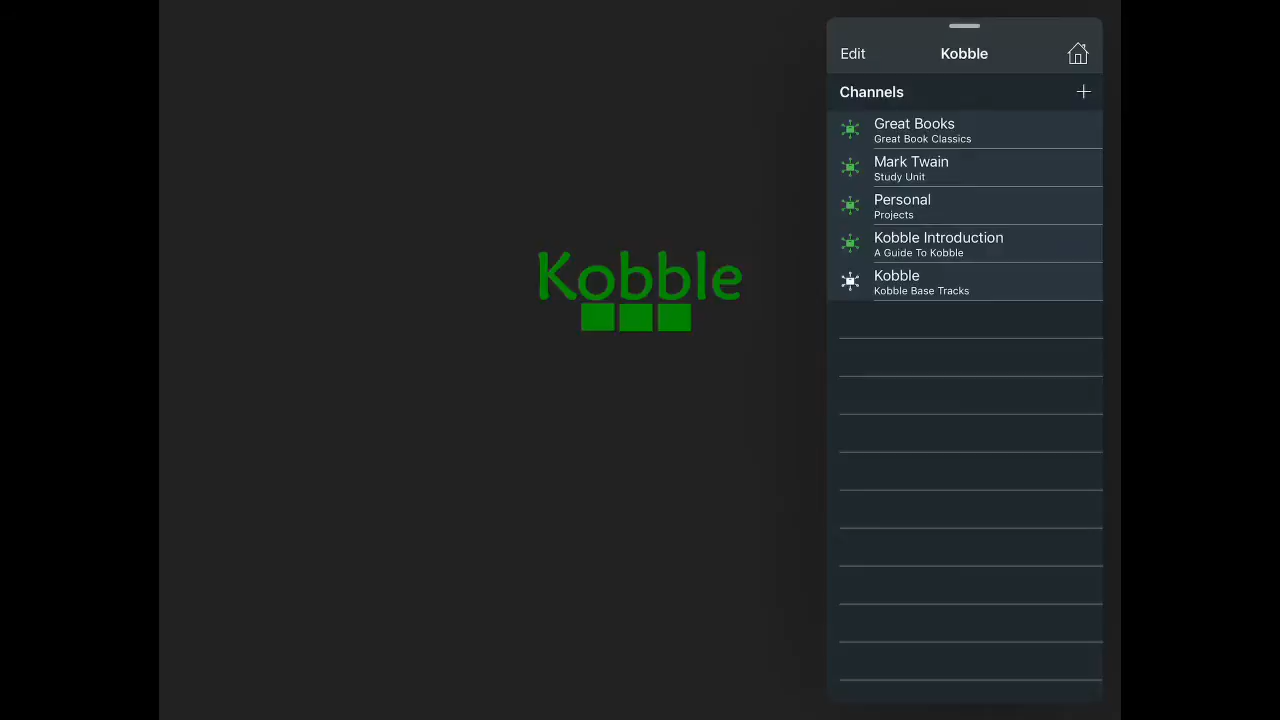 Kobble
Edit
Kobble
Channels
Great Books
Great Book Classics
Mark Twain
Study Unit
Personal
Projects
Kobble Introduction
A Guide To Kobble
Kobble
Kobble Base Tracks